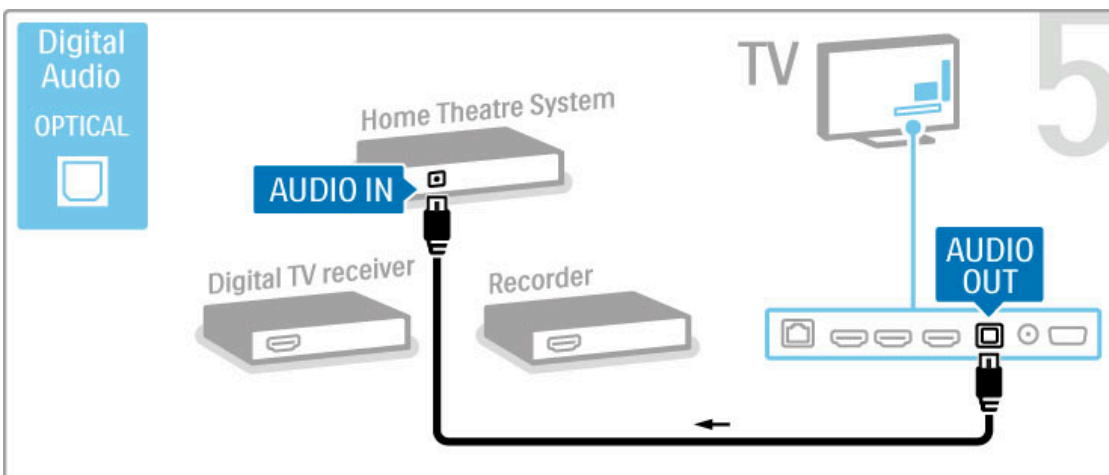 Digital
Audio
OPTICAL
TV
5
Home Theatre System
AUDIO IN
Digital TV receiver
Recorder
AUDIO
OUT